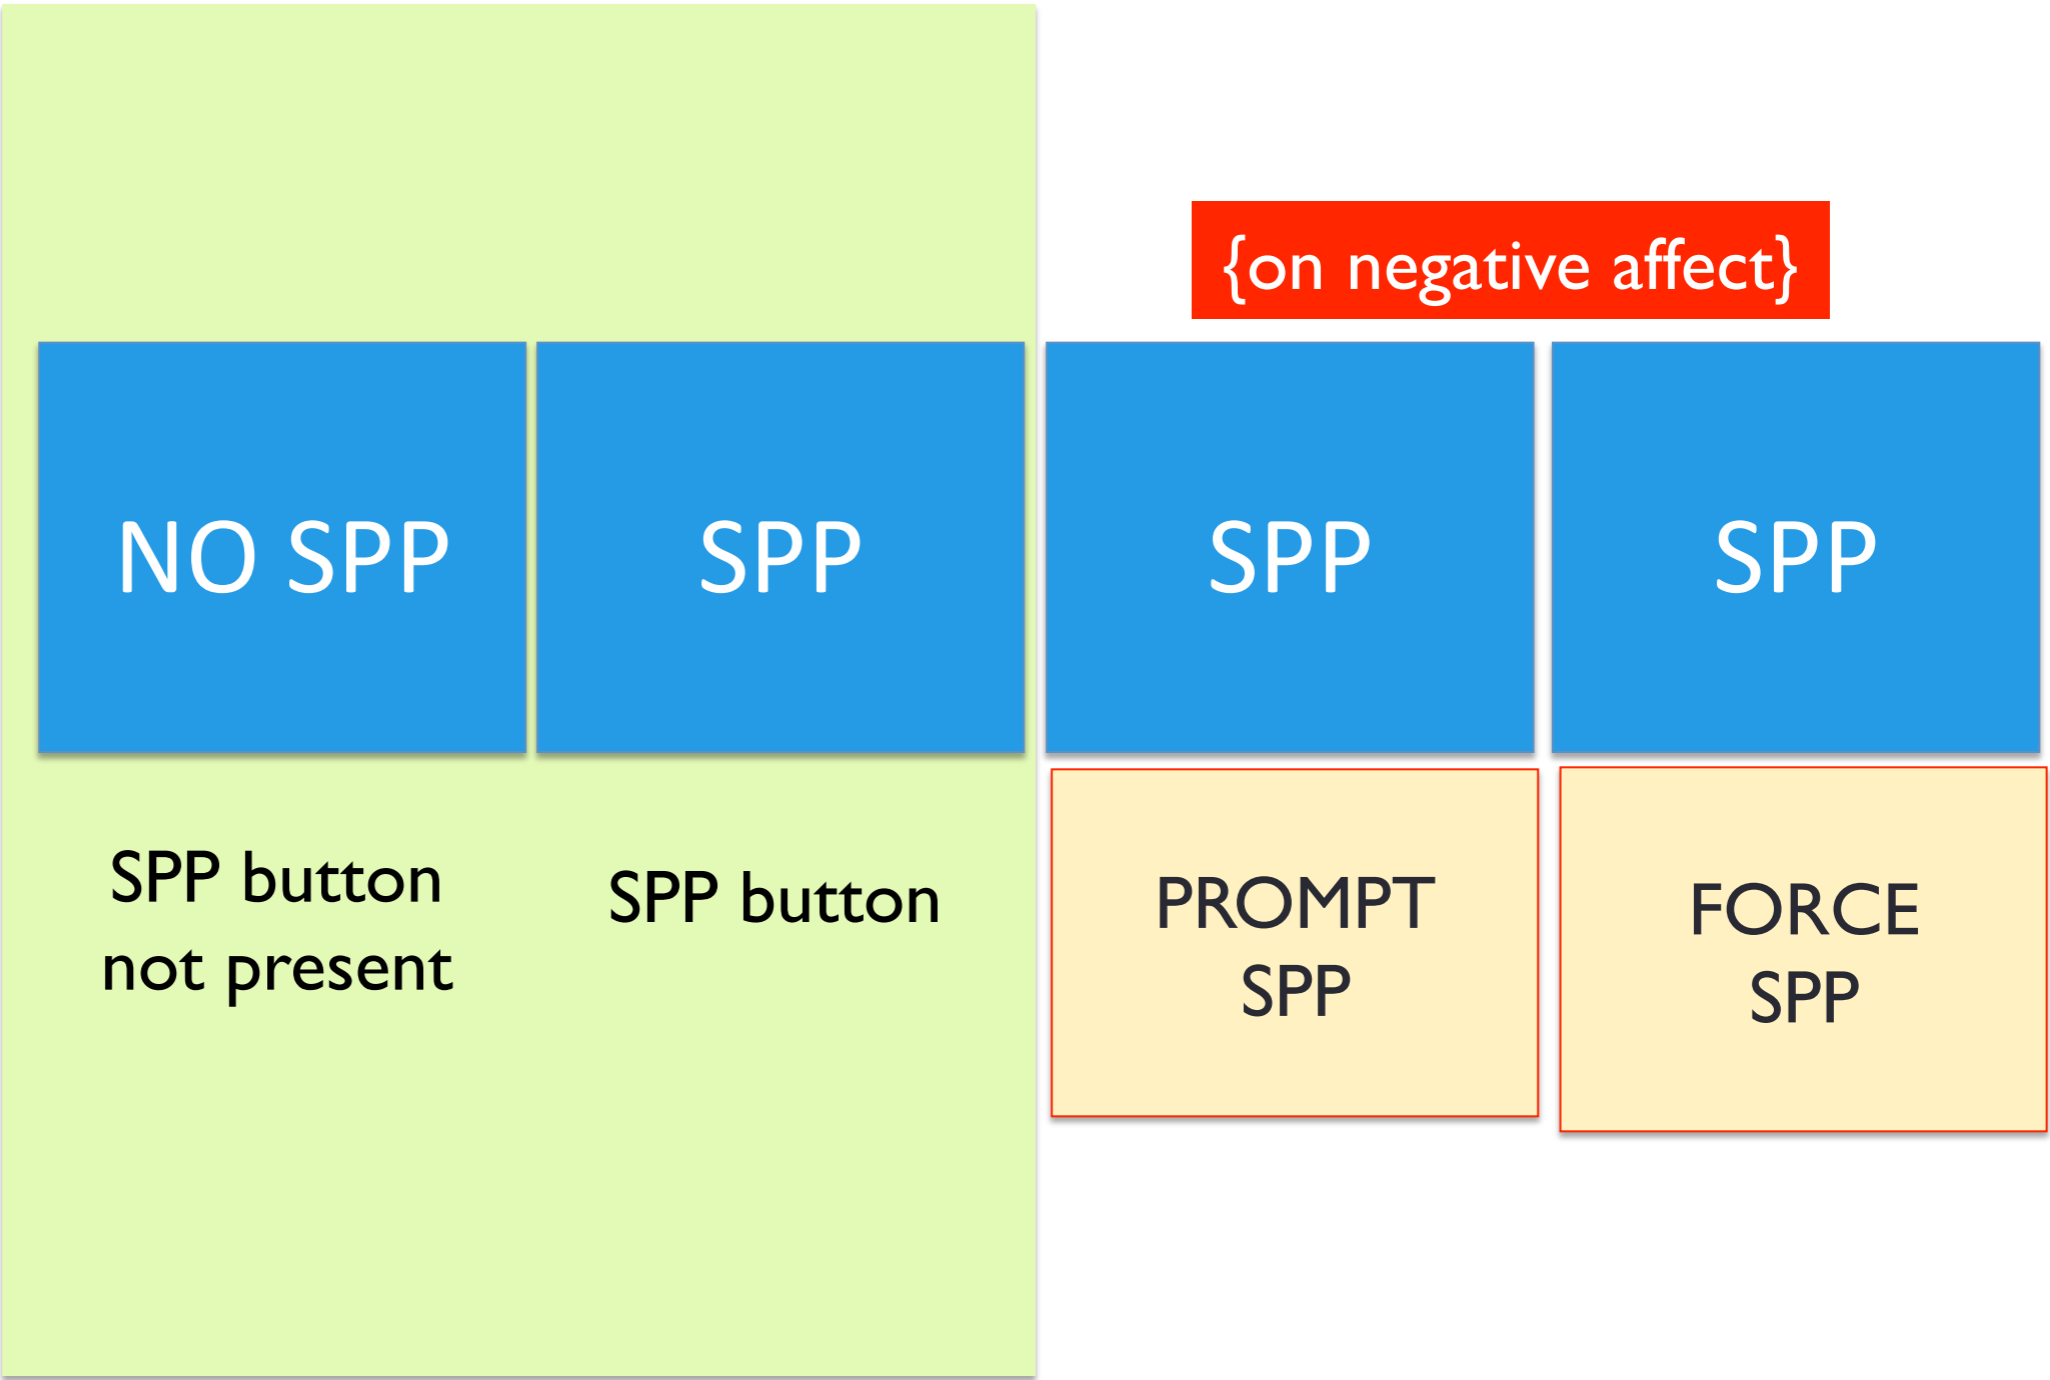 {on negative affect}
NO SPP
SPP
SPP
SPP
SPP button
not present
SPP button
PROMPT
SPP
FORCE
SPP